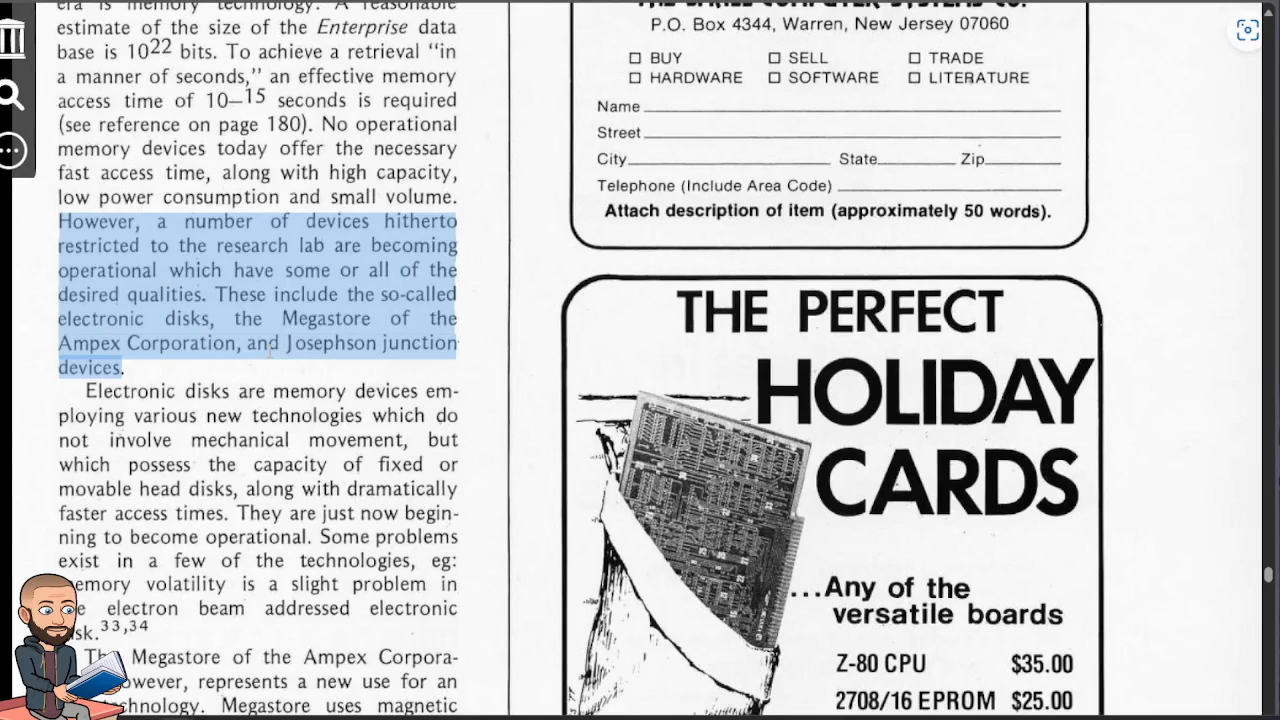 era is memory technology. A reasonable
estimate of the size of the Enterprise data
base is 10²² bits. To achieve a retrieval “in
a manner of seconds,” an effective memory
access time of 10–¹⁵ seconds is required
(see reference on page 180). No operational
memory devices today offer the necessary
fast access time, along with high capacity,
low power consumption and small volume.
However, a number of devices hitherto
restricted to the research lab are becoming
operational which have some or all of the
desired qualities. These include the so-called
electronic disks, the Megastore of the
Ampex Corporation, and Josephson junction
devices.
Electronic disks are memory devices em-
ploying various new technologies which do
not involve mechanical movement, but
which possess the capacity of fixed or
movable head disks, along with dramatically
faster access times. They are just now begin-
ning to become operational. Some problems
exist in a few of the technologies, eg:
memory volatility is a slight problem in
electron beam addressed electronic
disk.³³,³⁴
The Megastore of the Ampex Corpora-
however, represents a new use for an
technology. Megastore uses magnetic
P.O. Box 4344, Warren, New Jersey 07060
□ BUY □ SELL □ TRADE
□ HARDWARE □ SOFTWARE □ LITERATURE
Name
Street
City State Zip
Telephone (Include Area Code)
Attach description of item (approximately 50 words).
THE PERFECT
HOLIDAY
CARDS
...Any of the
versatile boards
Z-80 CPU $35.00
2708/16 EPROM $25.00